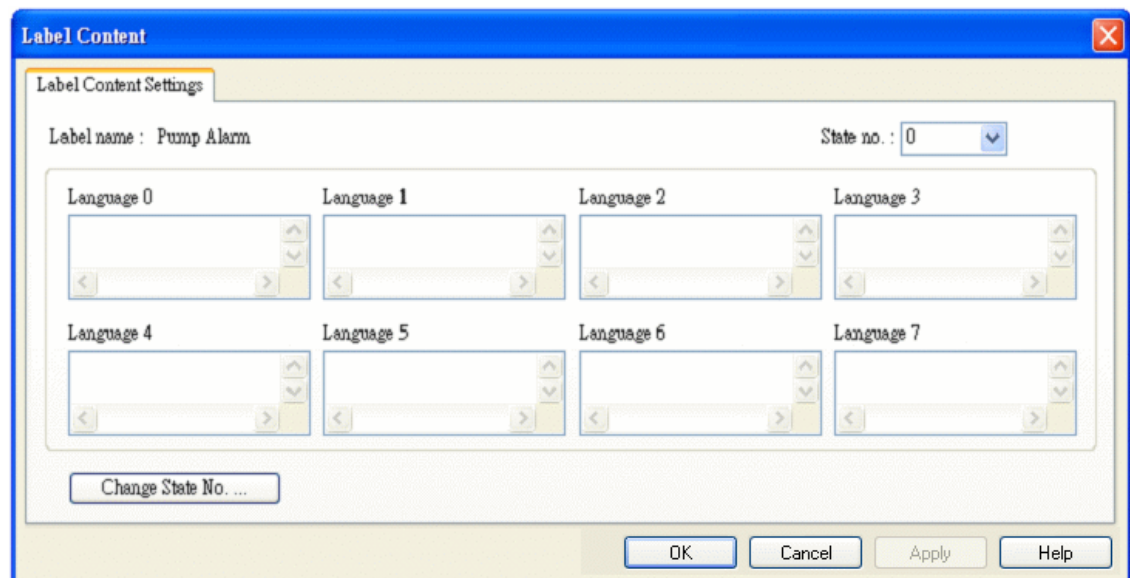 Label Content
Label Content Settings
Label name : Pump Alarm State no. : 0
Language 0 Language 1 Language 2 Language 3
Language 4 Language 5 Language 6 Language 7
Change State No. ...
OK Cancel Apply Help